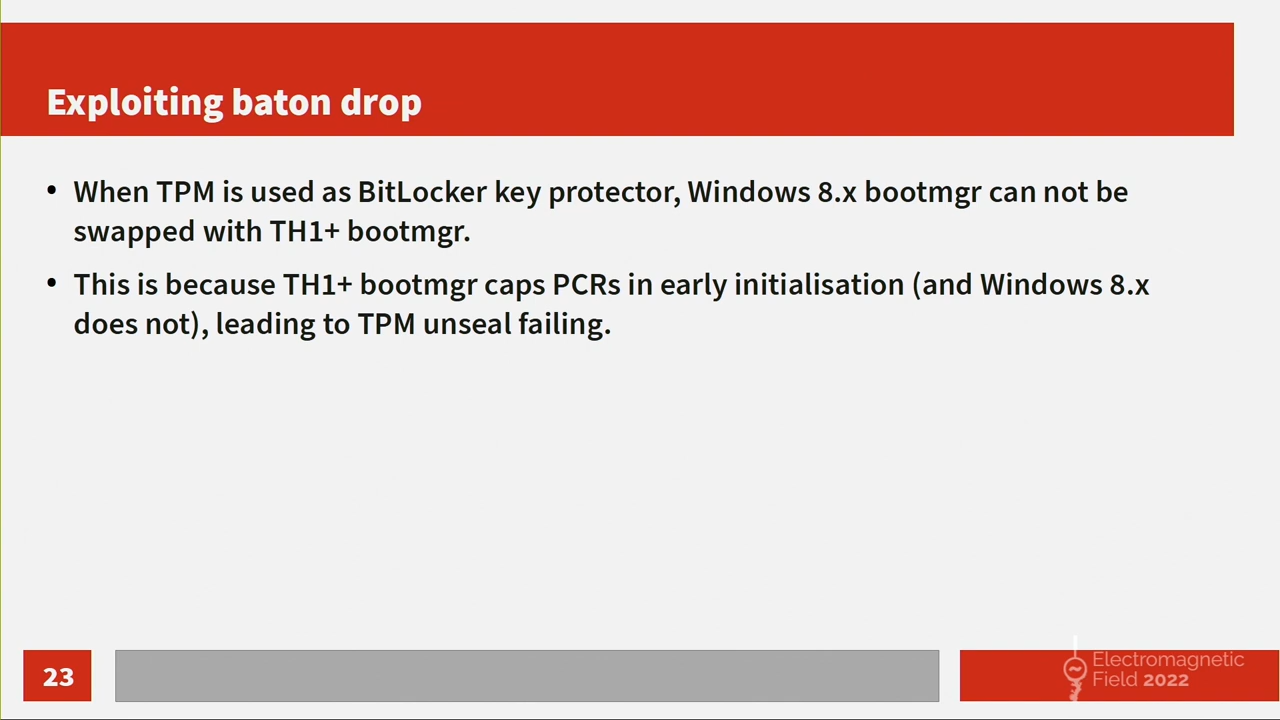 Exploiting baton drop
• When TPM is used as BitLocker key protector, Windows 8.x bootmgr can not be
swapped with TH1+ bootmgr.
• This is because TH1+ bootmgr caps PCRs in early initialisation (and Windows 8.x
does not), leading to TPM unseal failing.
23
Electromagnetic
Field 2022